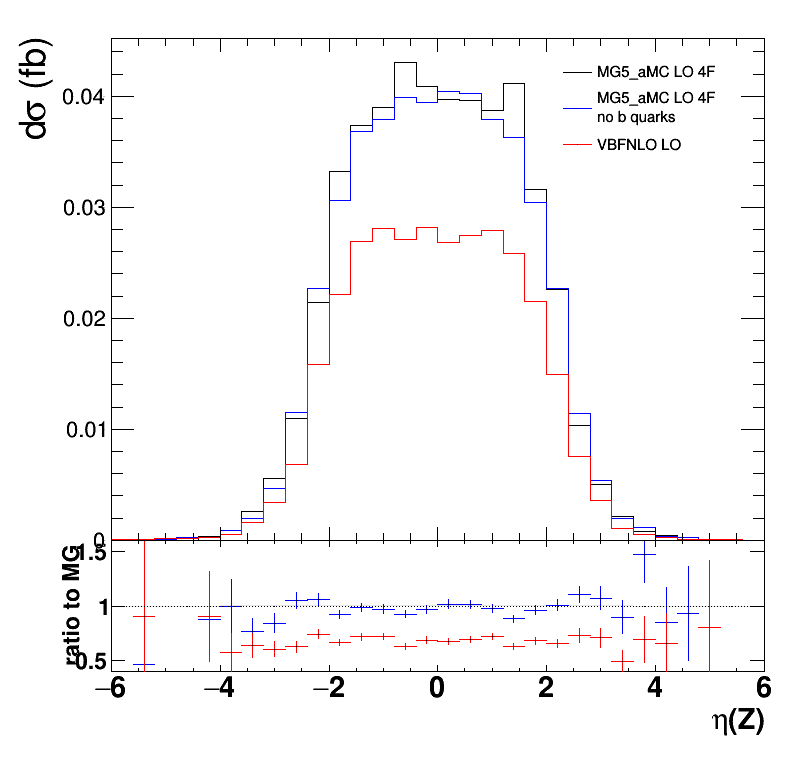 dσ (fb)
MG5_aMC LO 4F
MG5_aMC LO 4F
no b quarks
VBFNLO LO
0.04
0.03
0.02
0.01
0
ratio to MG
1.5
1
0.5
−6 −4 −2 0 2 4 6
η(Z)